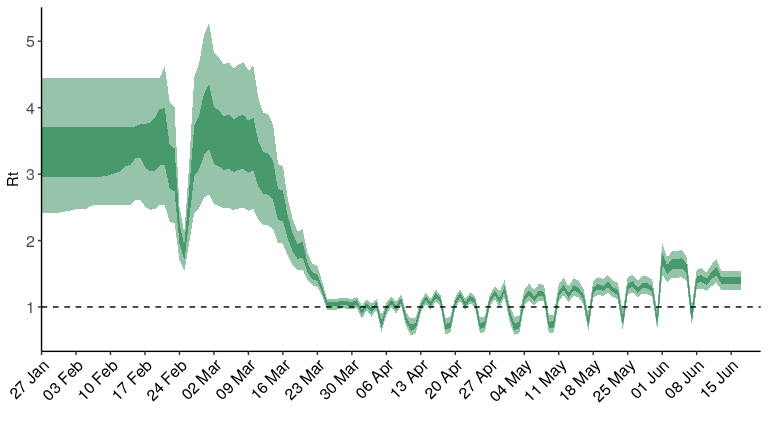 5
4
3
2
1
Rt
27 Jan
03 Feb
10 Feb
17 Feb
24 Feb
02 Mar
09 Mar
16 Mar
23 Mar
30 Mar
06 Apr
13 Apr
20 Apr
27 Apr
04 May
11 May
18 May
25 May
01 Jun
08 Jun
15 Jun